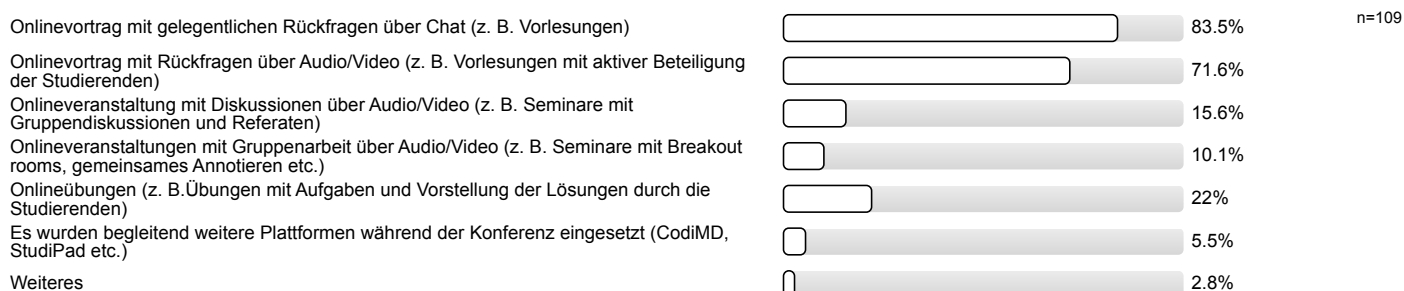 Onlinevortrag mit gelegentlichen Rückfragen über Chat (z. B. Vorlesungen) 83.5% n=109
Onlinevortrag mit Rückfragen über Audio/Video (z. B. Vorlesungen mit aktiver Beteiligung
der Studierenden) 71.6%
Onlineveranstaltung mit Diskussionen über Audio/Video (z. B. Seminare mit
Gruppendiskussionen und Referaten) 15.6%
Onlineveranstaltungen mit Gruppenarbeit über Audio/Video (z. B. Seminare mit Breakout
rooms, gemeinsames Annotieren etc.) 10.1%
Onlineübungen (z. B.Übungen mit Aufgaben und Vorstellung der Lösungen durch die
Studierenden) 22%
Es wurden begleitend weitere Plattformen während der Konferenz eingesetzt (CodiMD,
StudiPad etc.) 5.5%
Weiteres 2.8%